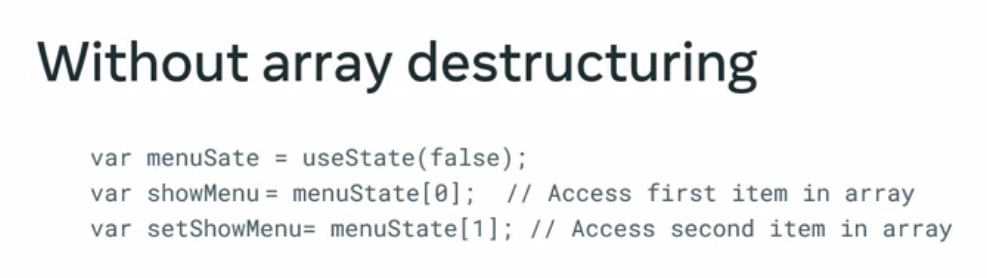 Without array destructuring
var menuSate = useState(false);
var showMenu = menuState[0];  // Access first item in array
var setShowMenu= menuState[1]; // Access second item in array